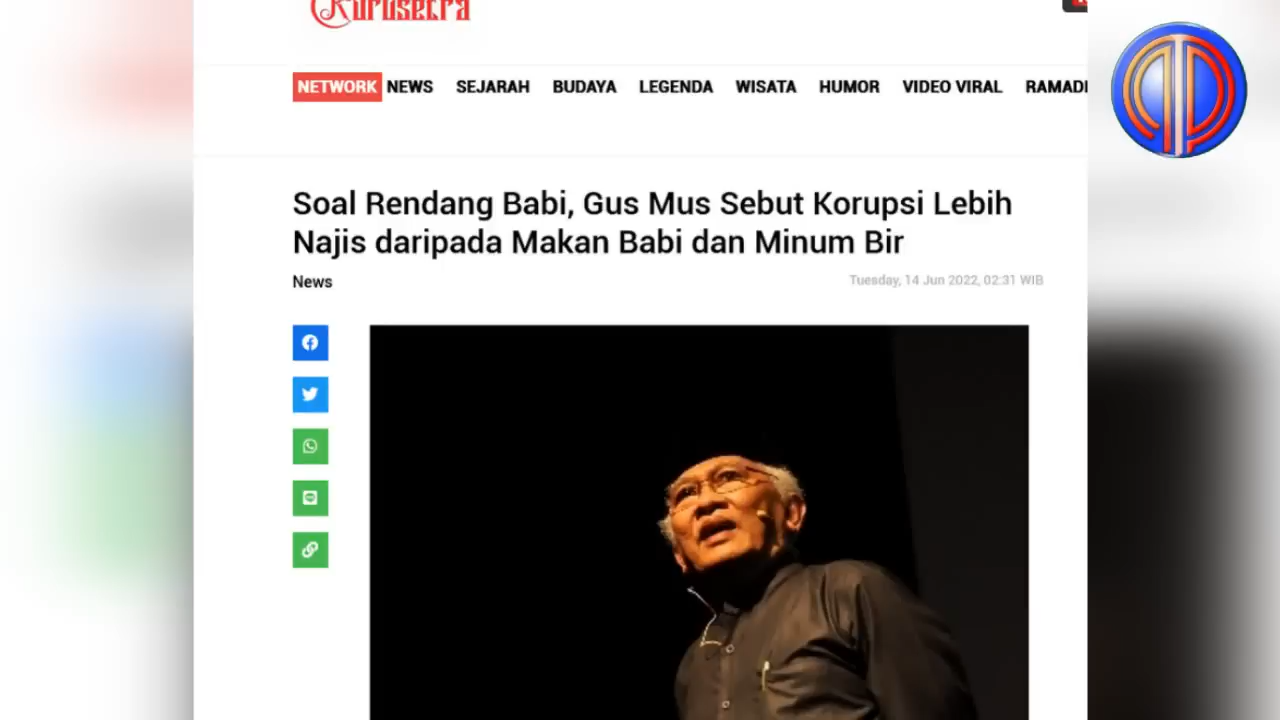 Kurusetra
NETWORK NEWS SEJARAH BUDAYA LEGENDA WISATA HUMOR VIDEO VIRAL
Soal Rendang Babi, Gus Mus Sebut Korupsi Lebih
Najis daripada Makan Babi dan Minum Bir
News
Tuesday, 14 Jun 2022, 02:31 WIB